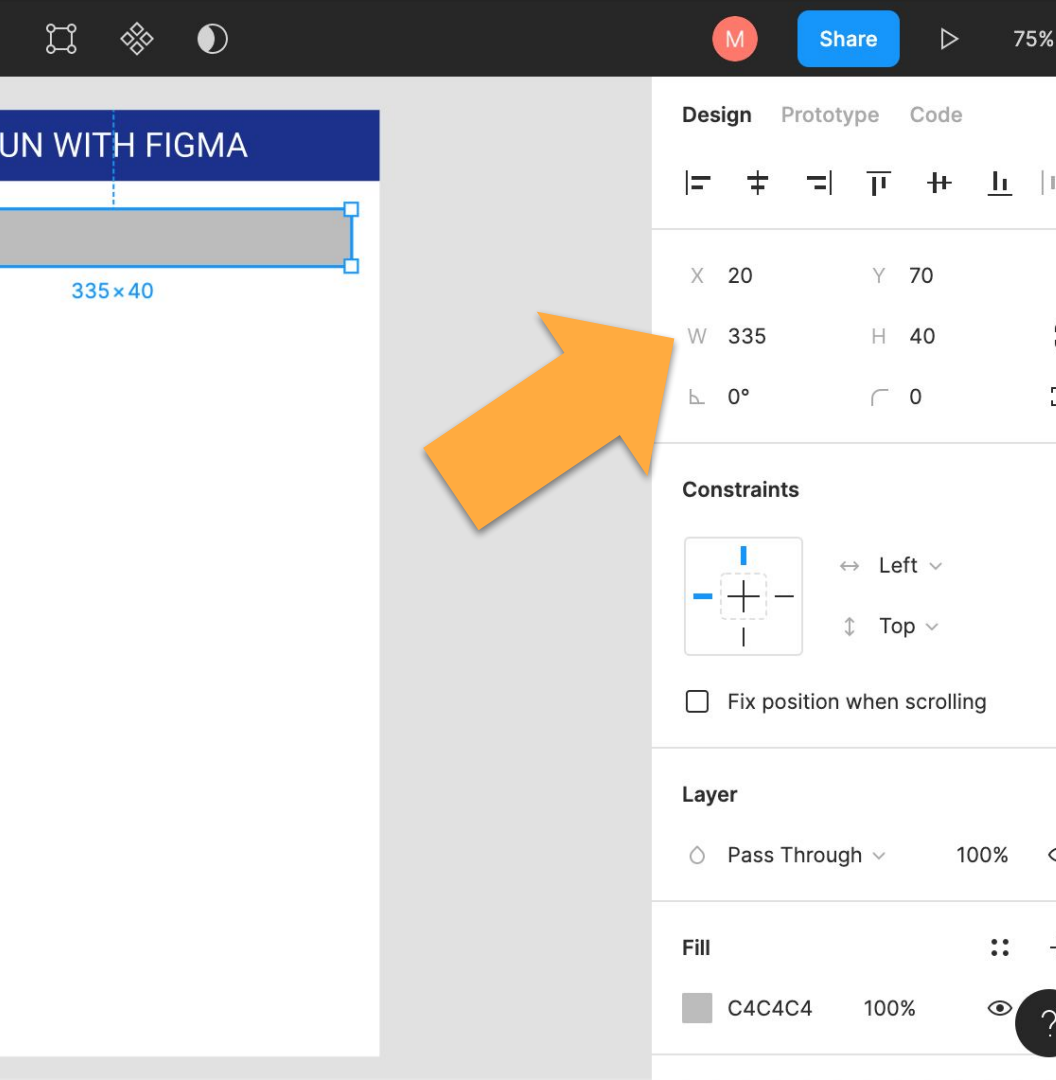 M
Share
75%
UN WITH FIGMA
335×40
Design Prototype Code
X 20 Y 70
W 335 H 40
0° 0
Constraints
Left
Top
Fix position when scrolling
Layer
Pass Through 100%
Fill
C4C4C4 100%
?